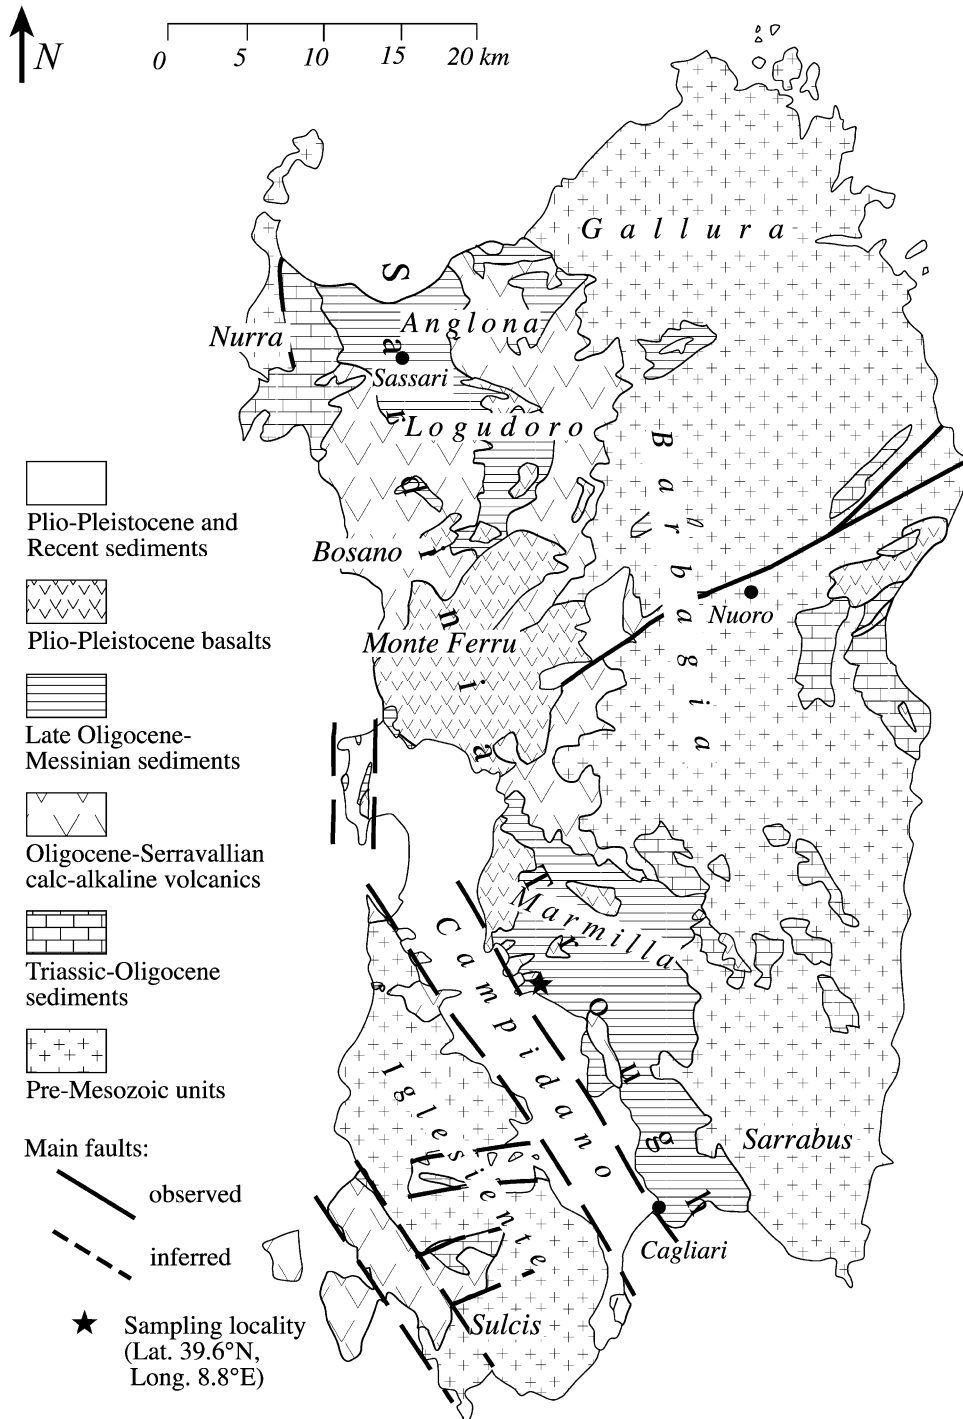 N
0 5 10 15 20 km
Gallura
Nurra
Anglona
Sassari
Logudoro
Sardinia Trough
Barbagia
Bosano
Nuoro
Monte Ferru
Marmilla
Campidano
Iglesiente
Sarrabus
Cagliari
Sulcis
Plio-Pleistocene and
Recent sediments
Plio-Pleistocene basalts
Late Oligocene-
Messinian sediments
Oligocene-Serravallian
calc-alkaline volcanics
Triassic-Oligocene
sediments
Pre-Mesozoic units
Main faults:
observed
inferred
Sampling locality
(Lat. 39.6°N,
Long. 8.8°E)